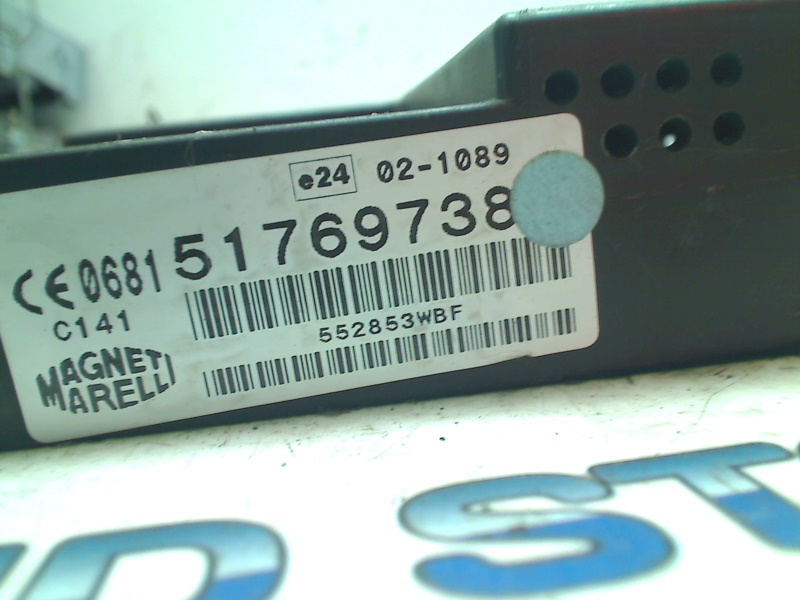 e24 02-1089
CE0681 51769738
C141
552853WBF
MAGNETI
MARELLI